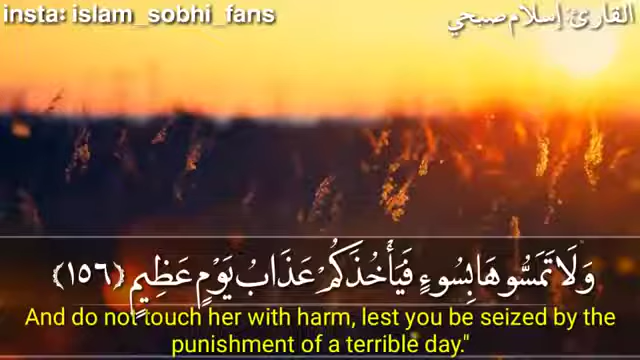 insta: islam_sobhi_fans
القارئ: إسلام صبحي
وَلَا تَمَسُّوهَا بِسُوءٍ فَيَأْخُذَكُمْ عَذَابُ يَوْمٍ عَظِيمٍ ﴿١٥٦﴾
And do not touch her with harm, lest you be seized by the
punishment of a terrible day."